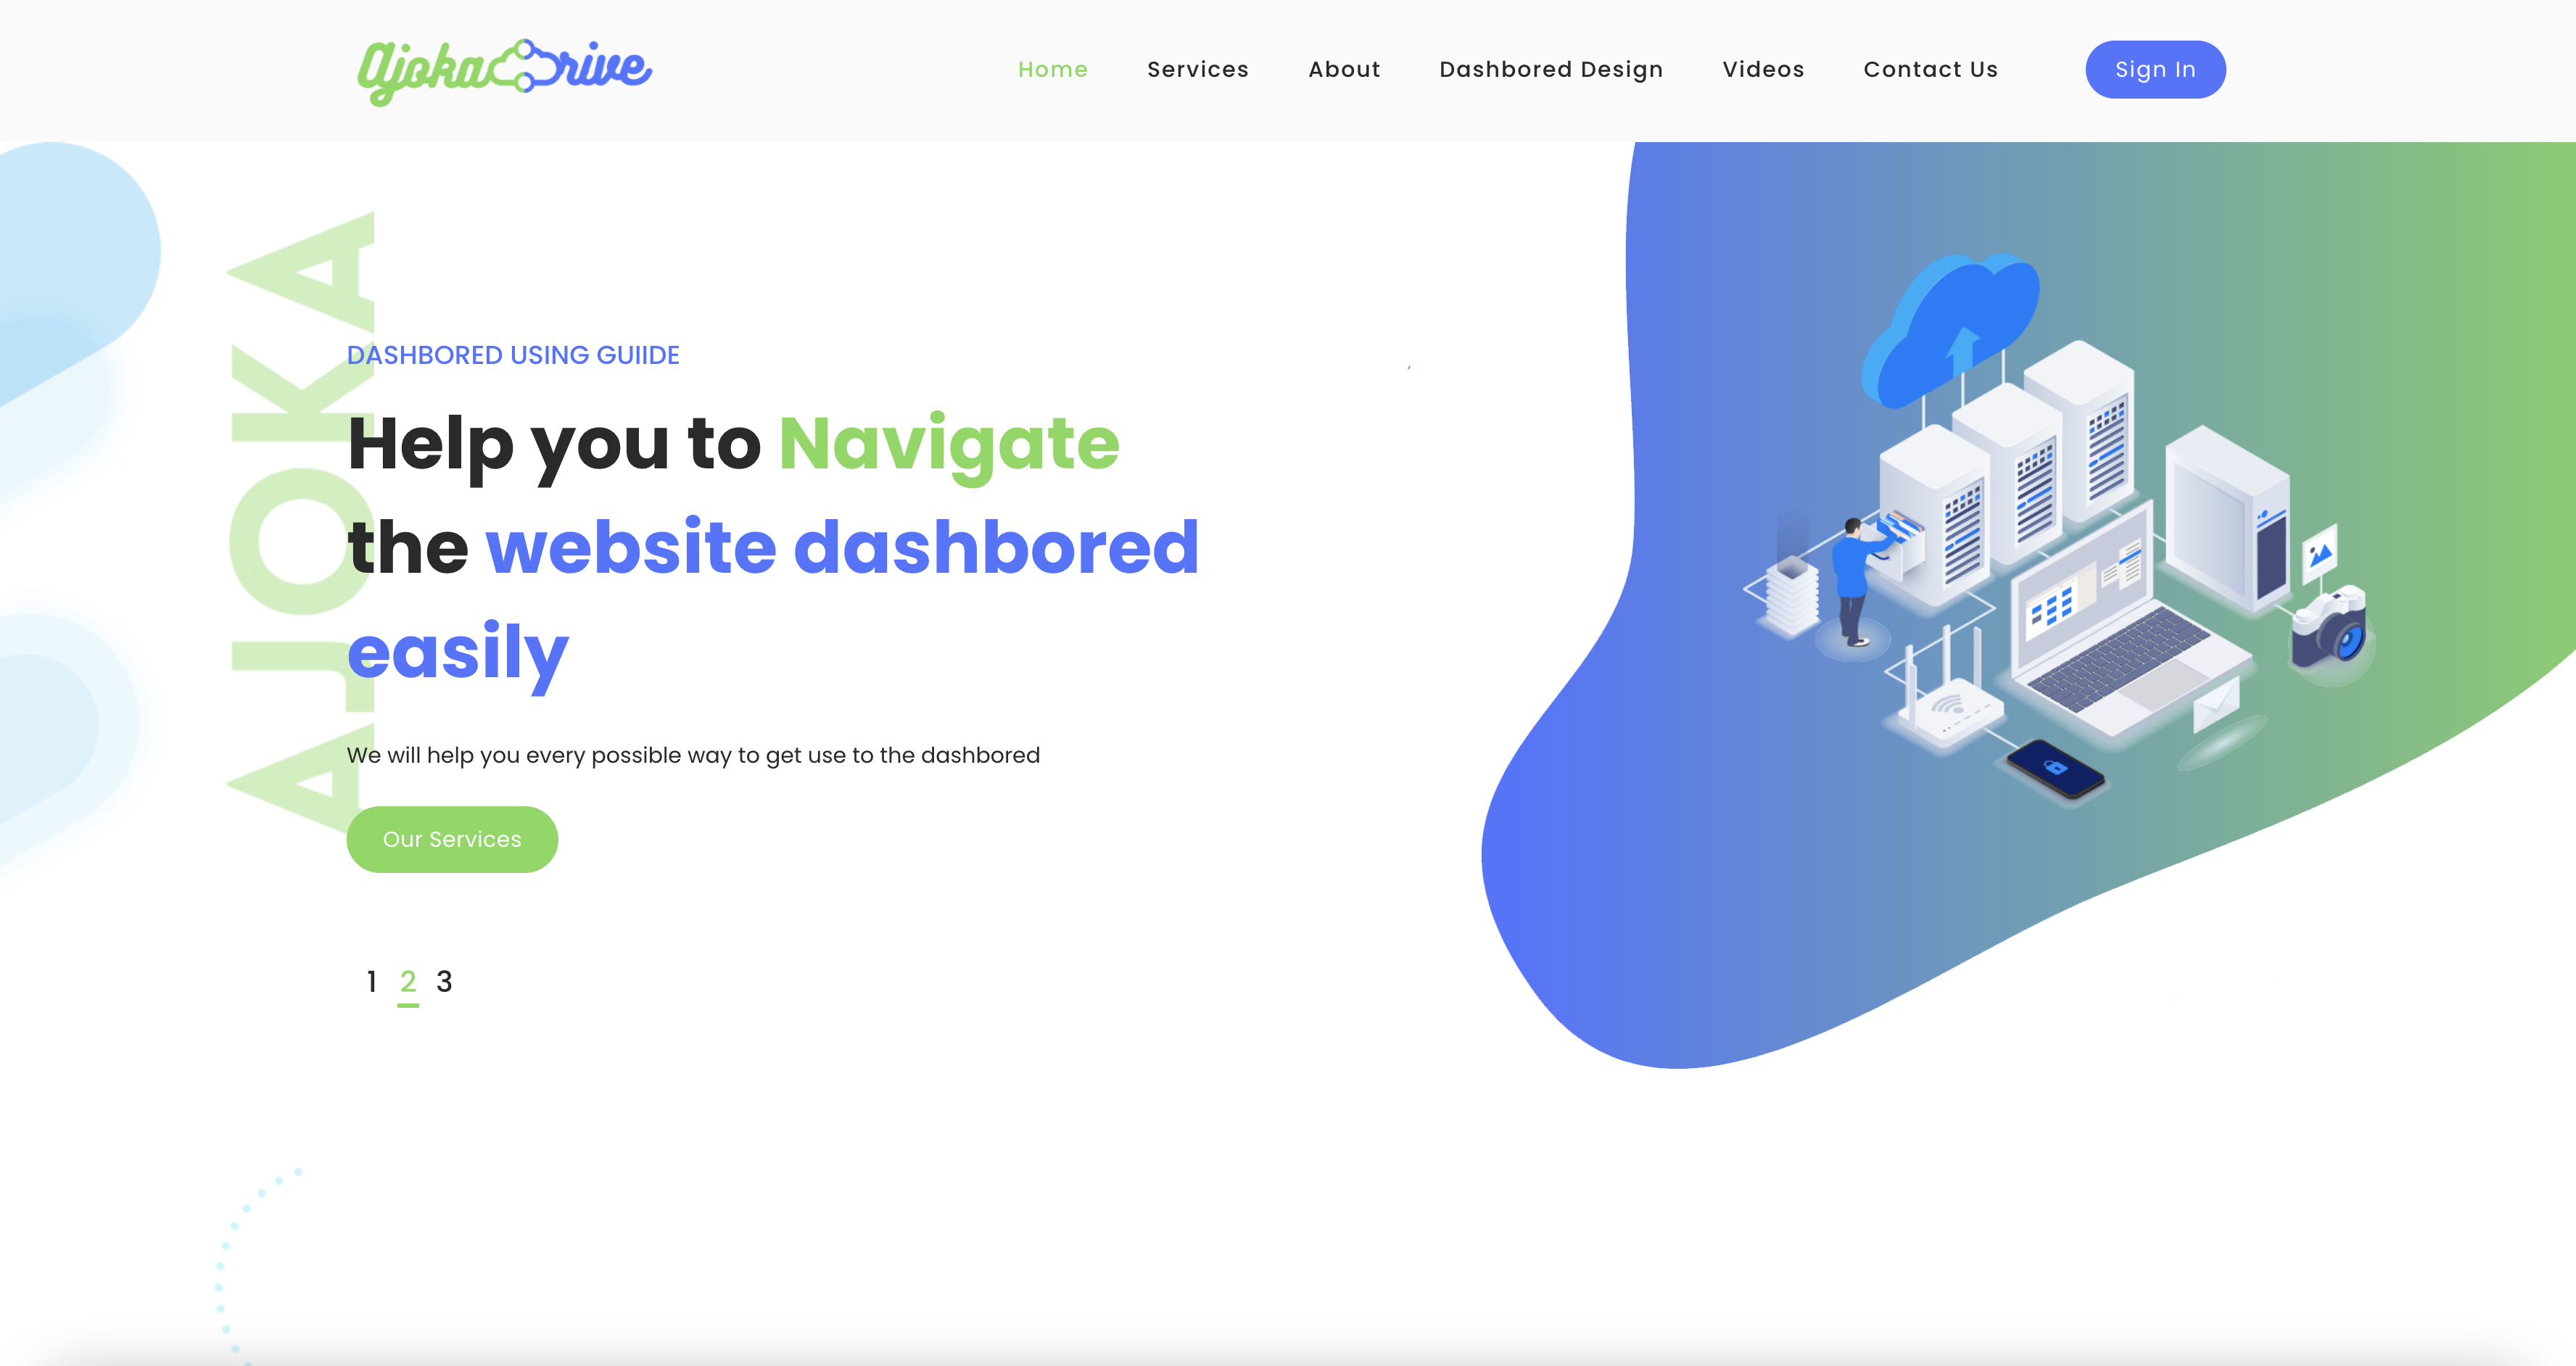 ajoka Drive
Home Services About Dashbored Design Videos Contact Us Sign In
AJOKA
DASHBORED USING GUIIDE
Help you to Navigate
the website dashbored
easily
We will help you every possible way to get use to the dashbored
Our Services
1 2 3